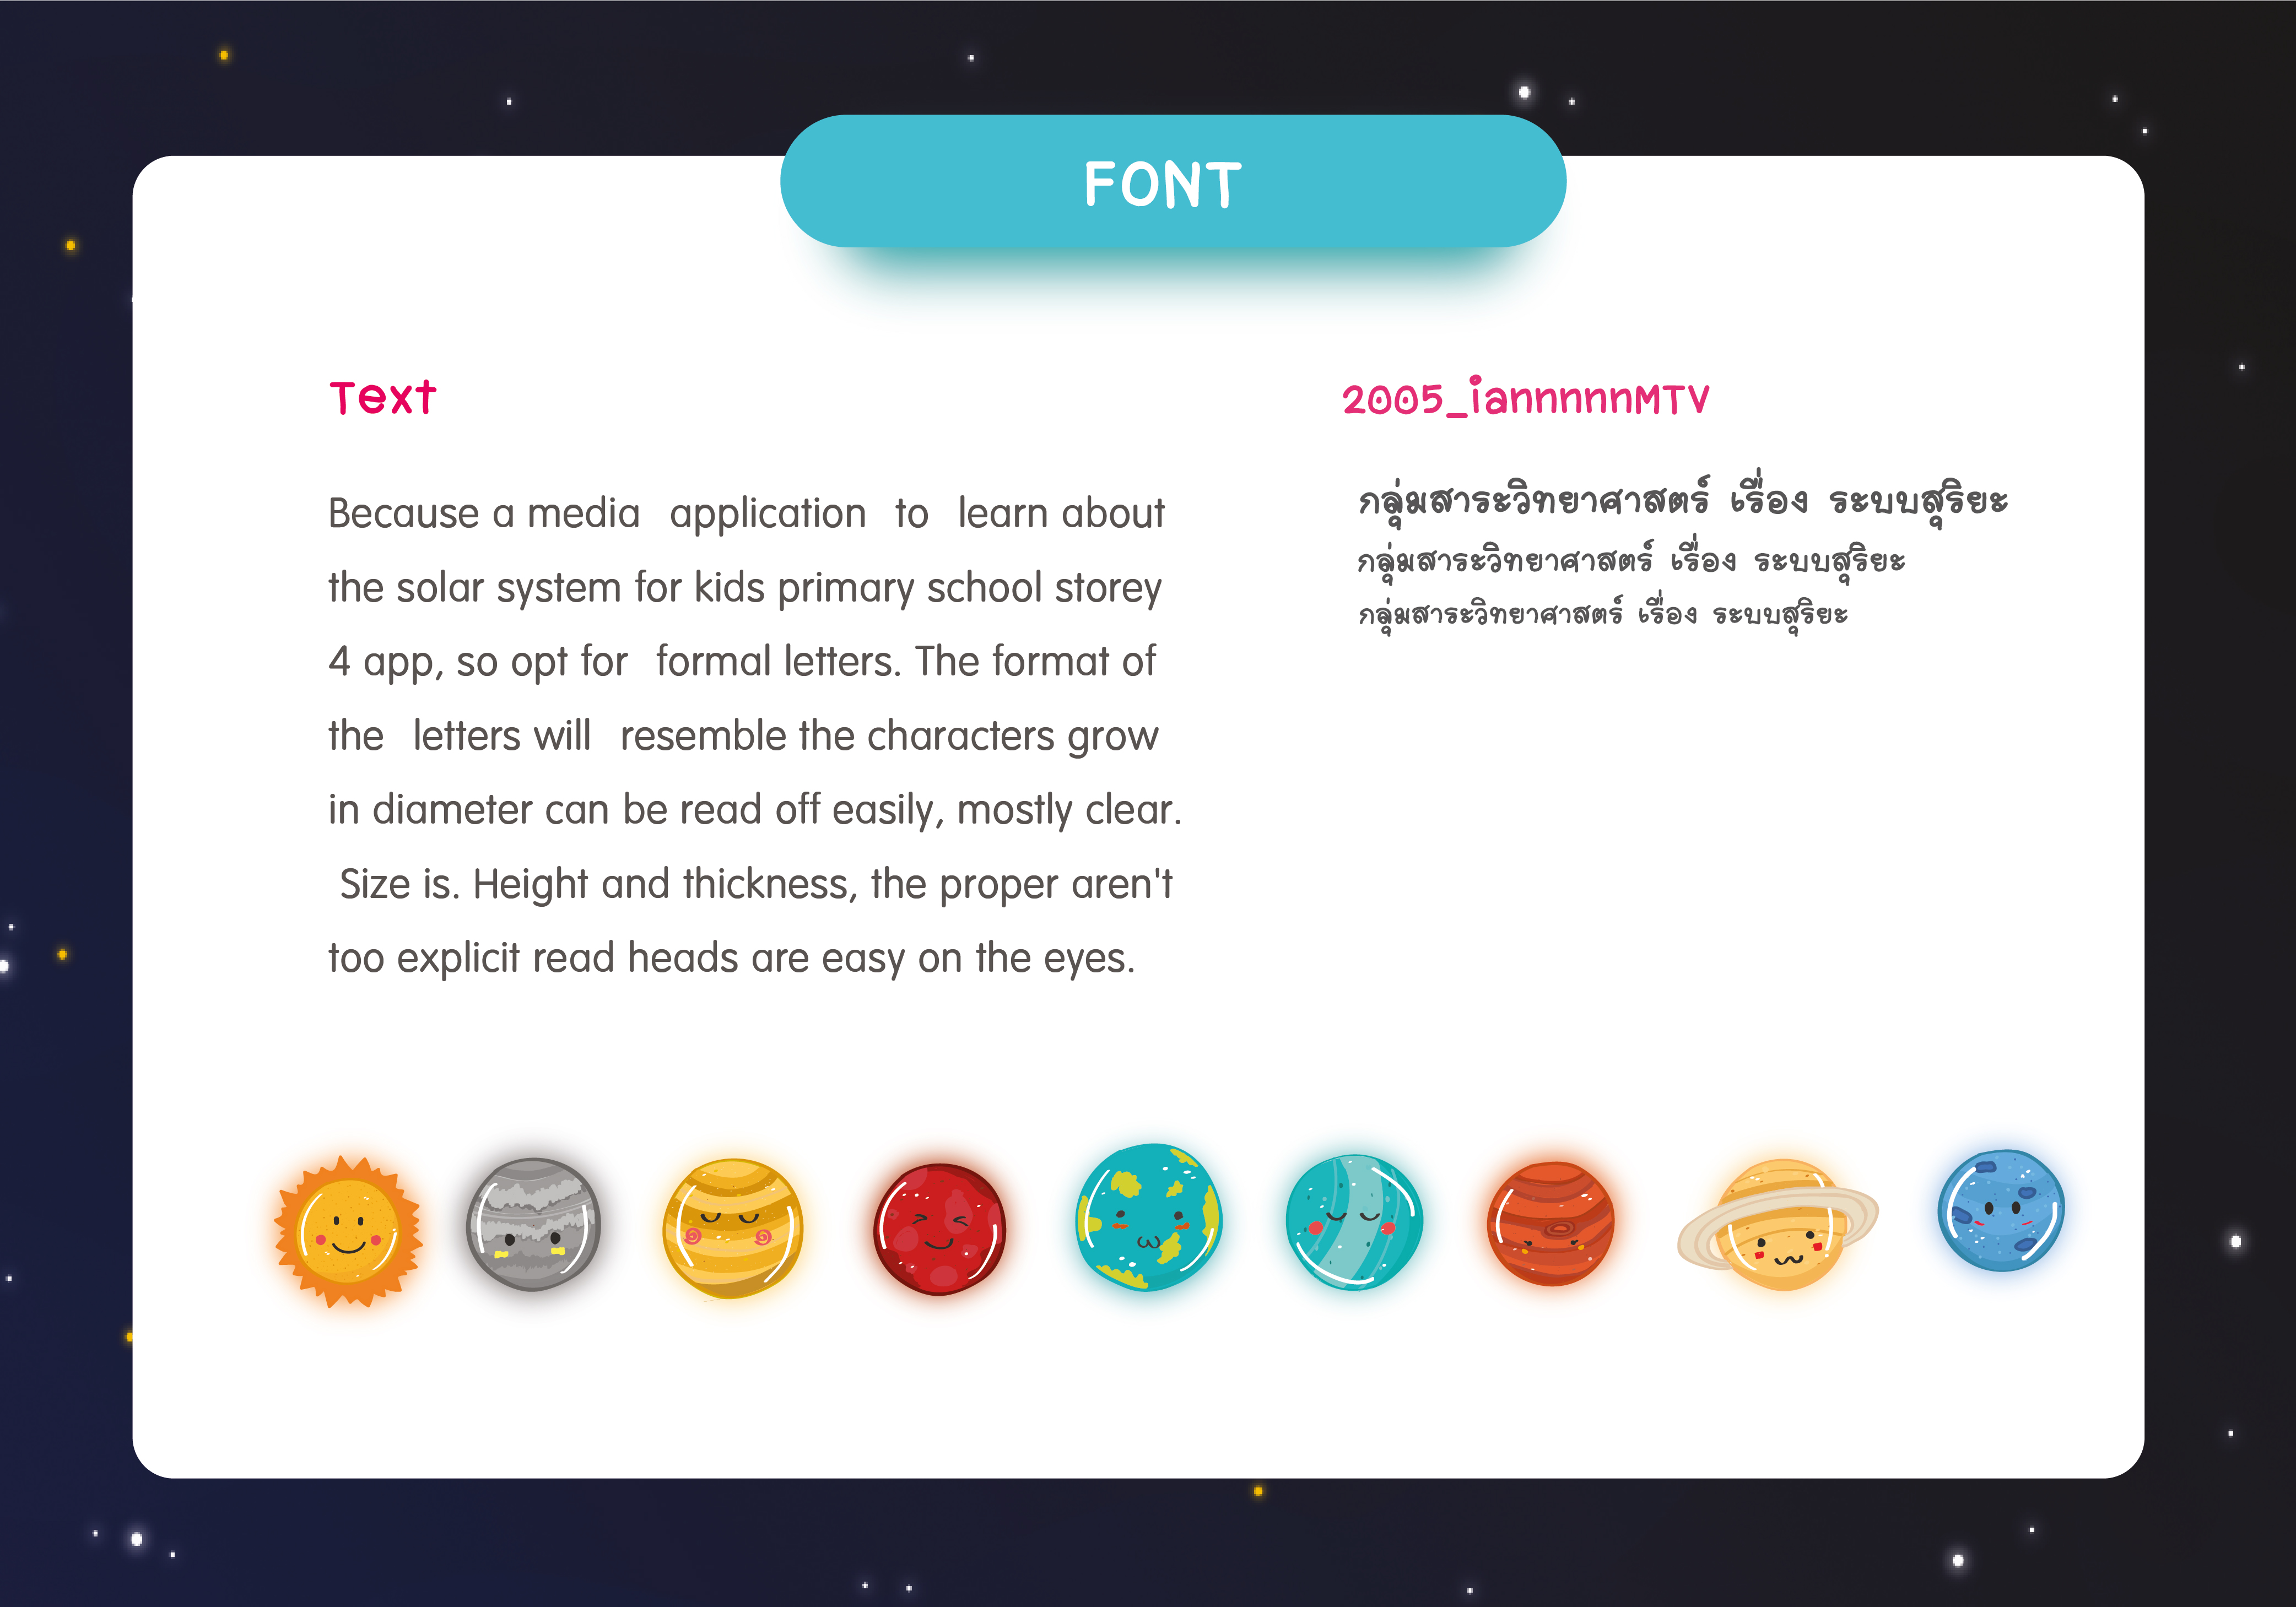 FONT
Text
Because a media application to learn about
the solar system for kids primary school storey
4 app, so opt for formal letters. The format of
the letters will resemble the characters grow
in diameter can be read off easily, mostly clear.
Size is. Height and thickness, the proper aren't
too explicit read heads are easy on the eyes.
2005_iannnnnMTV
กลุ่มสาระวิทยาศาสตร์ เรื่อง ระบบสุริยะ
กลุ่มสาระวิทยาศาสตร์ เรื่อง ระบบสุริยะ
กลุ่มสาระวิทยาศาสตร์ เรื่อง ระบบสุริยะ